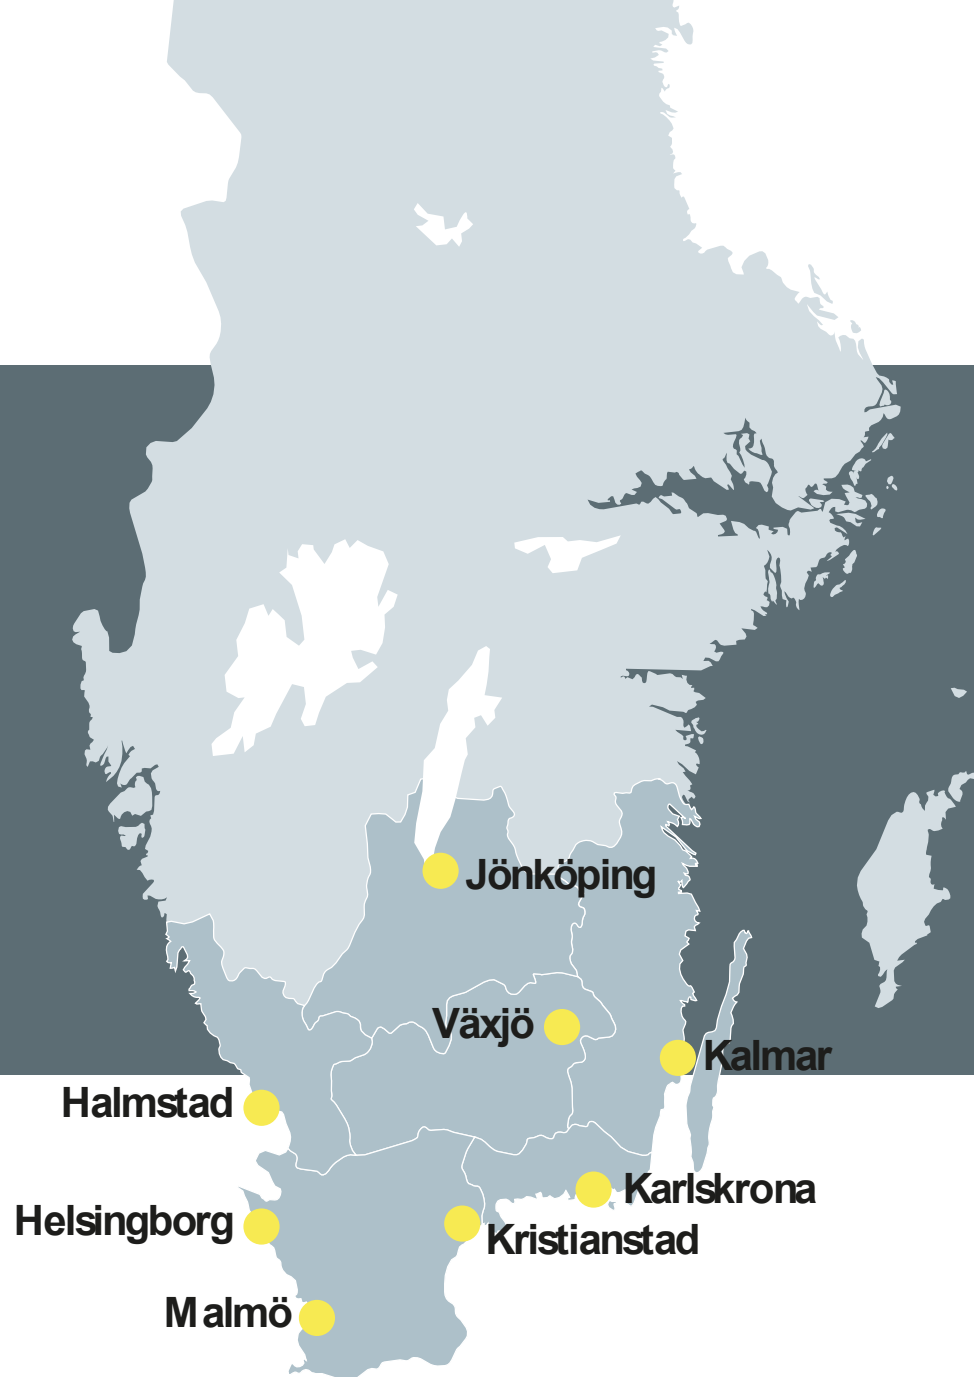 Jönköping
Växjö
Kalmar
Halmstad
Karlskrona
Helsingborg
Kristianstad
Malmö